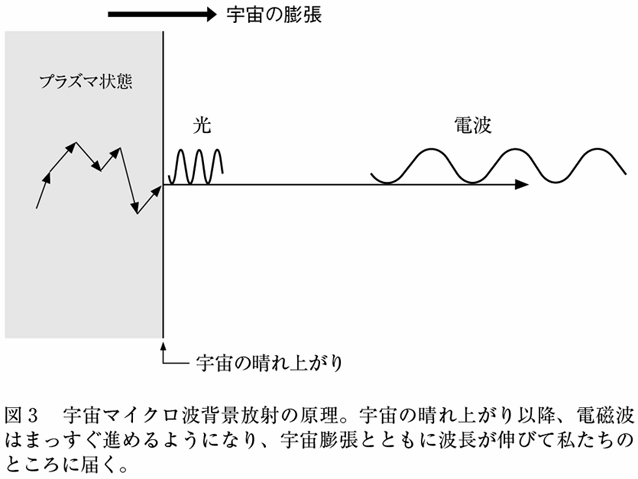 宇宙の膨張
プラズマ状態
光
電波
宇宙の晴れ上がり
図3　宇宙マイクロ波背景放射の原理。宇宙の晴れ上がり以降、電磁波
はまっすぐ進めるようになり、宇宙膨張とともに波長が伸びて私たちの
ところに届く。